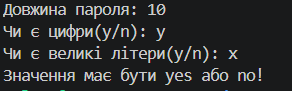 Довжина пароля: 10
Чи є цифри(y/n): y
Чи є великі літери(y/n): x
Значення має бути yes або no!